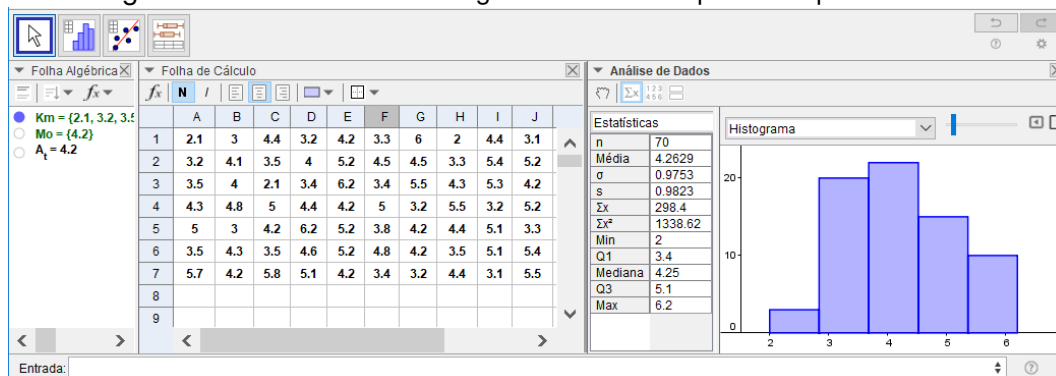 Folha Algébrica
Folha de Cálculo
Análise de Dados
fx
fx N I
Σx 123 456
Km = {2.1, 3.2, 3.5
Mo = {4.2}
At = 4.2
A B C D E F G H I J
1 2.1 3 4.4 3.2 4.2 3.3 6 2 4.4 3.1
2 3.2 4.1 3.5 4 5.2 4.5 4.5 3.3 5.4 5.2
3 3.5 4 2.1 3.4 6.2 3.4 5.5 4.3 5.3 4.2
4 4.3 4.8 5 4.4 4.2 5 3.2 5.5 3.2 5.2
5 5 3 4.2 6.2 5.2 3.8 4.2 4.4 5.1 3.3
6 3.5 4.3 3.5 4.6 5.2 4.8 4.2 3.5 5.1 5.4
7 5.7 4.2 5.8 5.1 4.2 3.4 3.2 4.4 3.1 5.5
8
9
Estatísticas
n 70
Média 4.2629
σ 0.9753
s 0.9823
Σx 298.4
Σx² 1338.62
Min 2
Q1 3.4
Mediana 4.25
Q3 5.1
Max 6.2
Histograma
20
10
0
2 3 4 5 6
Entrada: